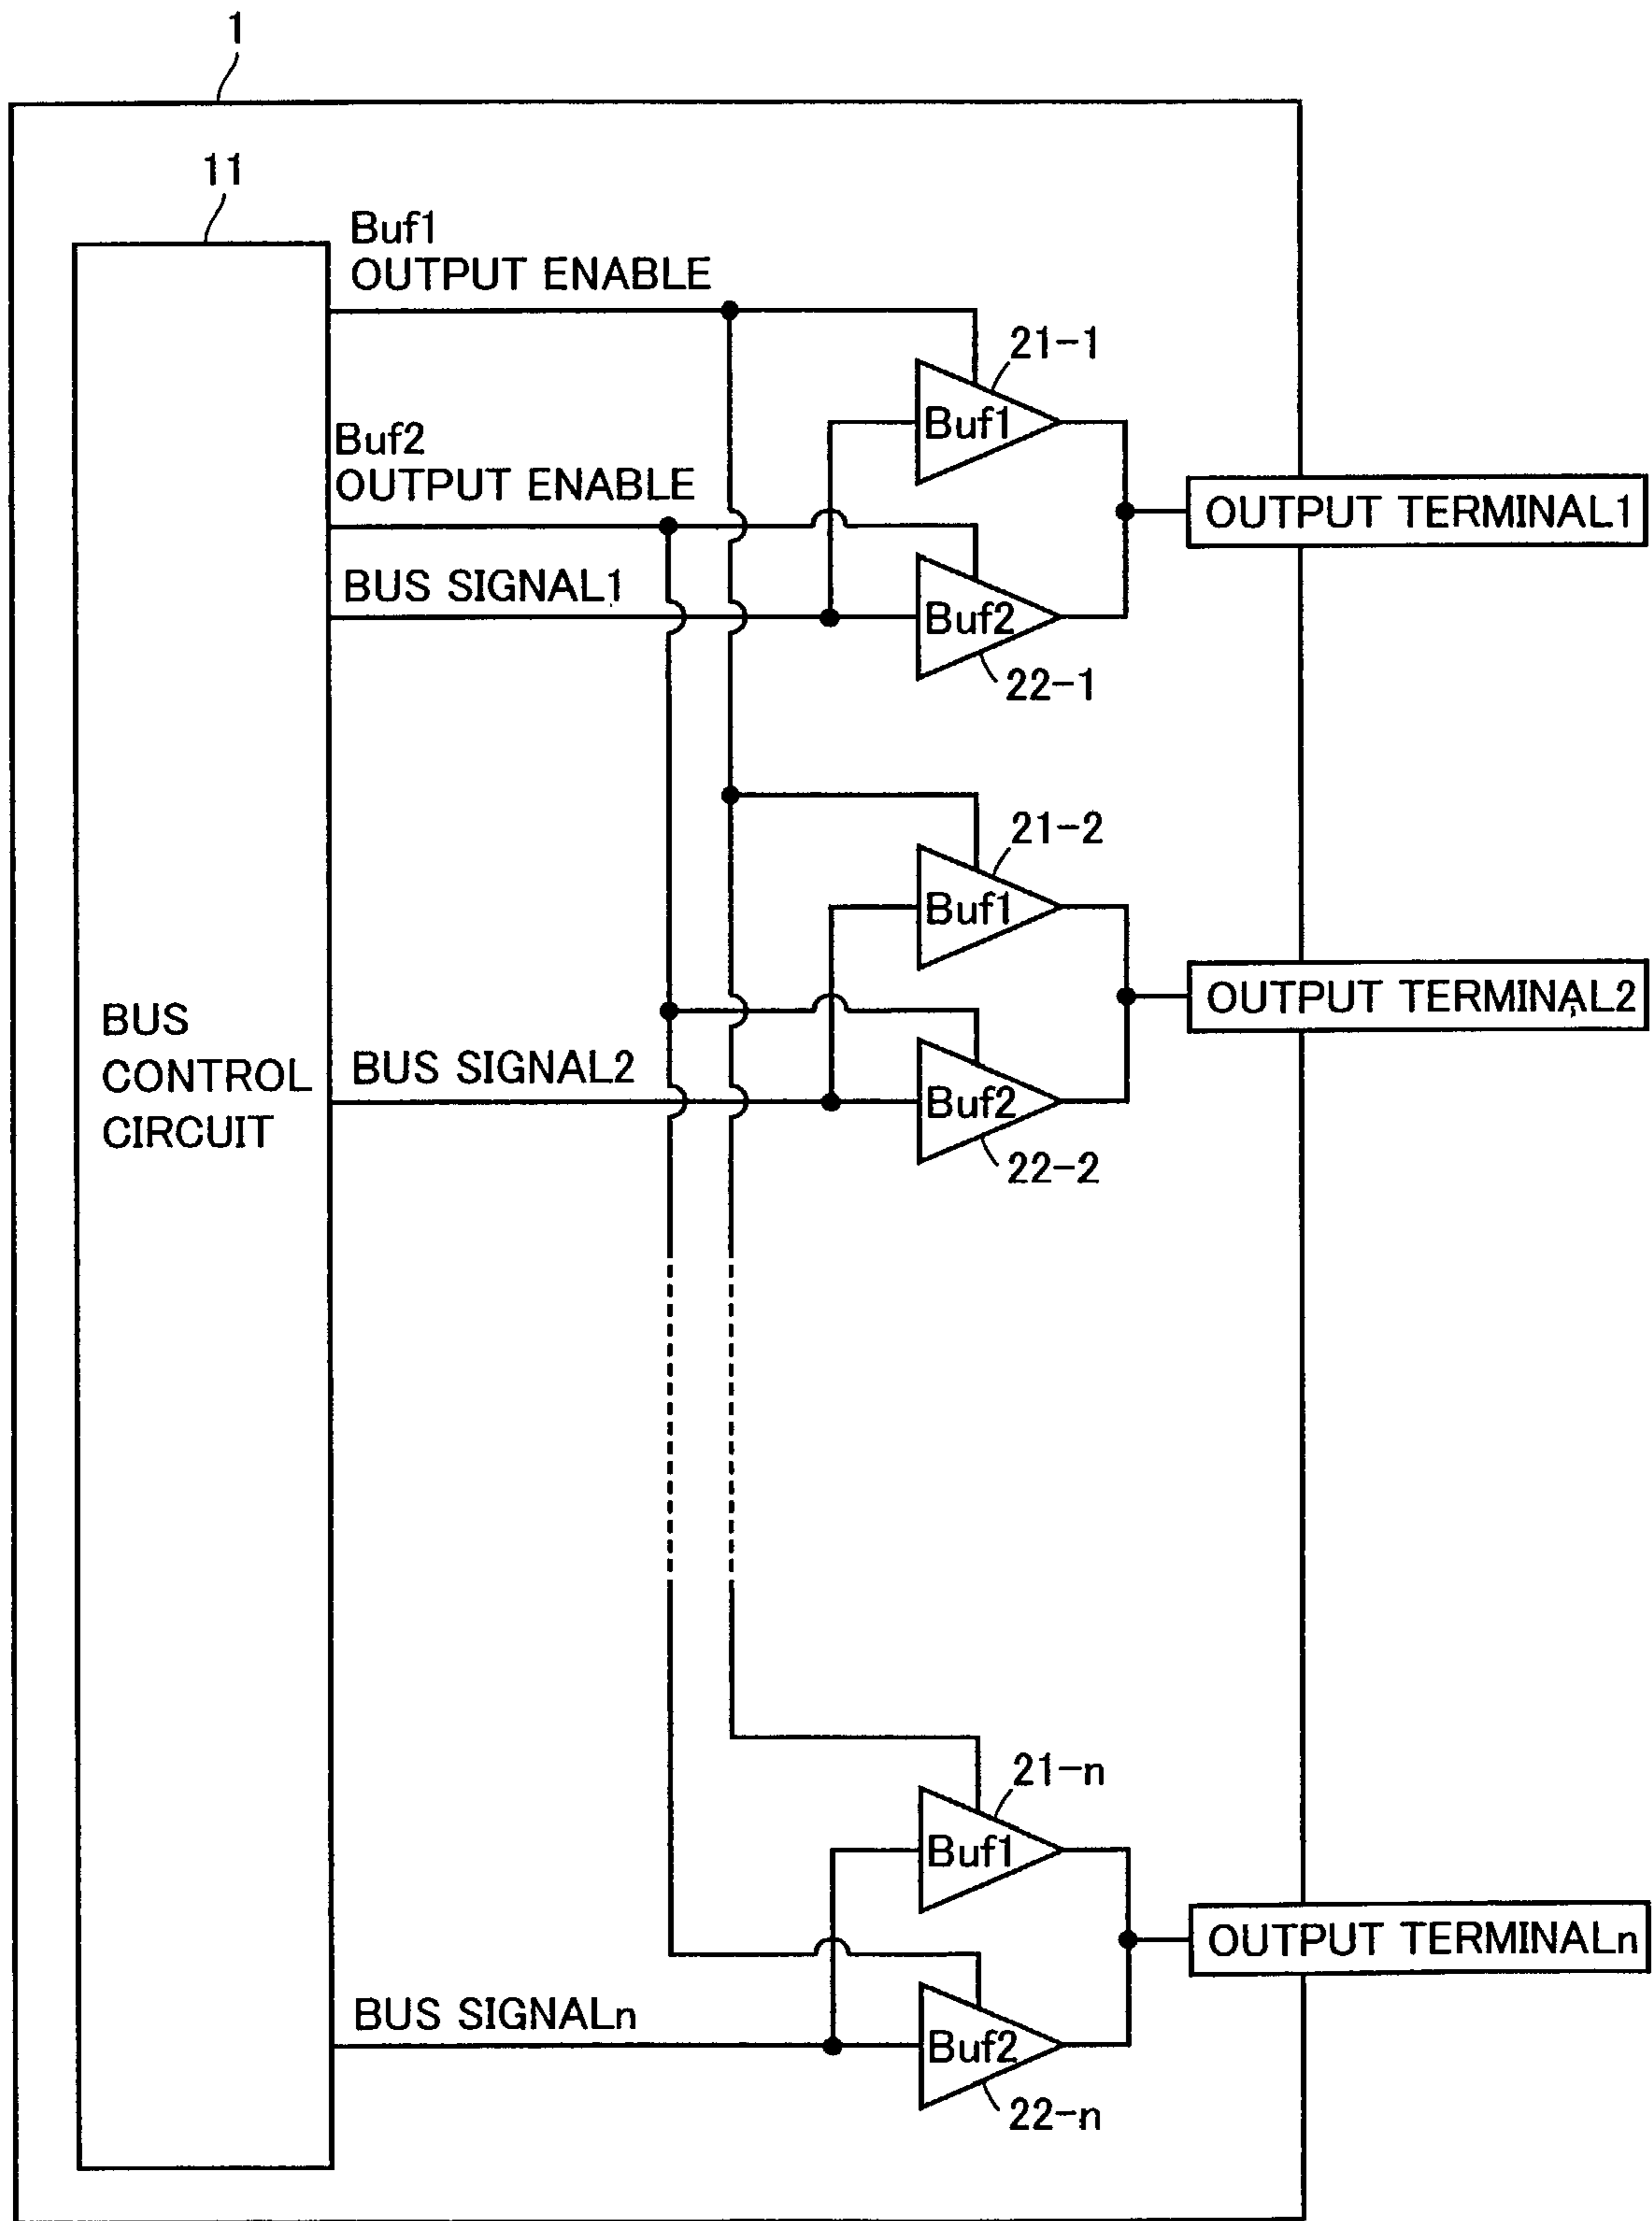 1
11
Buf1
OUTPUT ENABLE
21-1
Buf1
Buf2
OUTPUT ENABLE
OUTPUT TERMINAL1
BUS SIGNAL1
Buf2
22-1
21-2
Buf1
OUTPUT TERMINAL2
BUS
CONTROL
CIRCUIT
BUS SIGNAL2
Buf2
22-2
21-n
Buf1
OUTPUT TERMINALn
BUS SIGNALn
Buf2
22-n